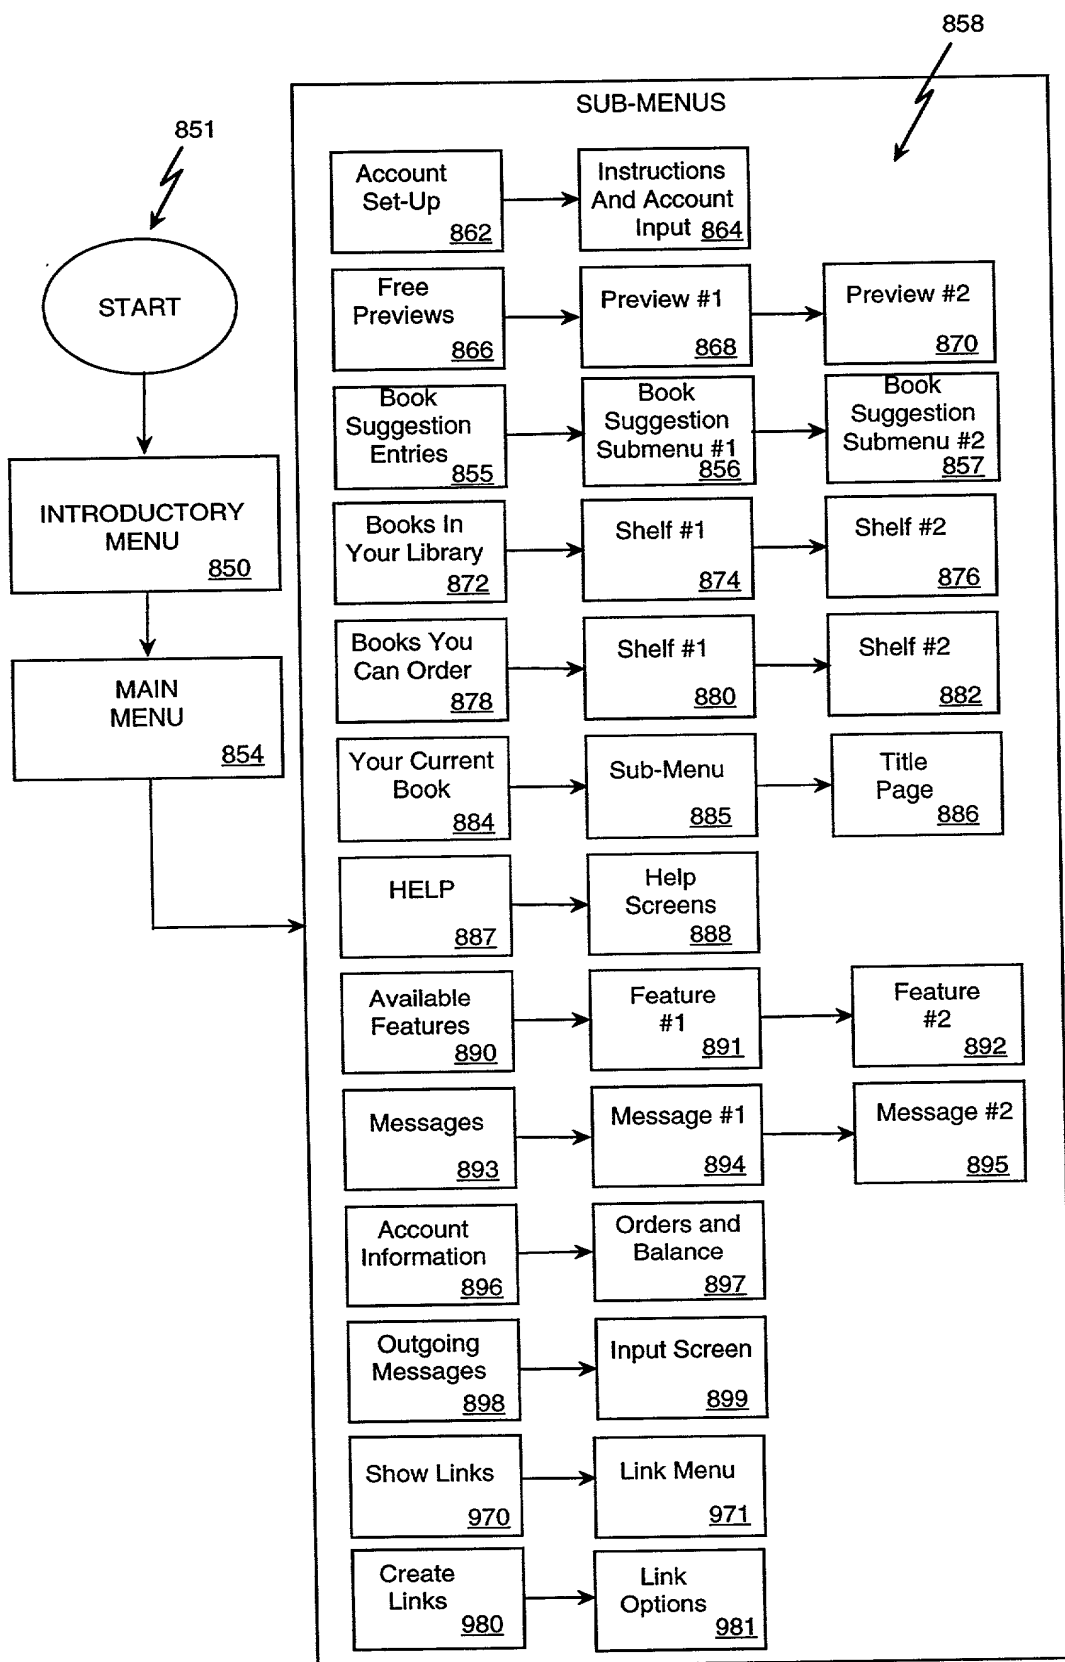 858
SUB-MENUS
851
START
INTRODUCTORY
MENU
850
MAIN
MENU
854
Account
Set-Up
862
Instructions
And Account
Input 864
Free
Previews
866
Preview #1
868
Preview #2
870
Book
Suggestion
Entries
855
Book
Suggestion
Submenu #1
856
Book
Suggestion
Submenu #2
857
Books In
Your Library
872
Shelf #1
874
Shelf #2
876
Books You
Can Order
878
Shelf #1
880
Shelf #2
882
Your Current
Book
884
Sub-Menu
885
Title
Page
886
HELP
887
Help
Screens
888
Available
Features
890
Feature
#1
891
Feature
#2
892
Messages
893
Message #1
894
Message #2
895
Account
Information
896
Orders and
Balance
897
Outgoing
Messages
898
Input Screen
899
Show Links
970
Link Menu
971
Create
Links
980
Link
Options
981